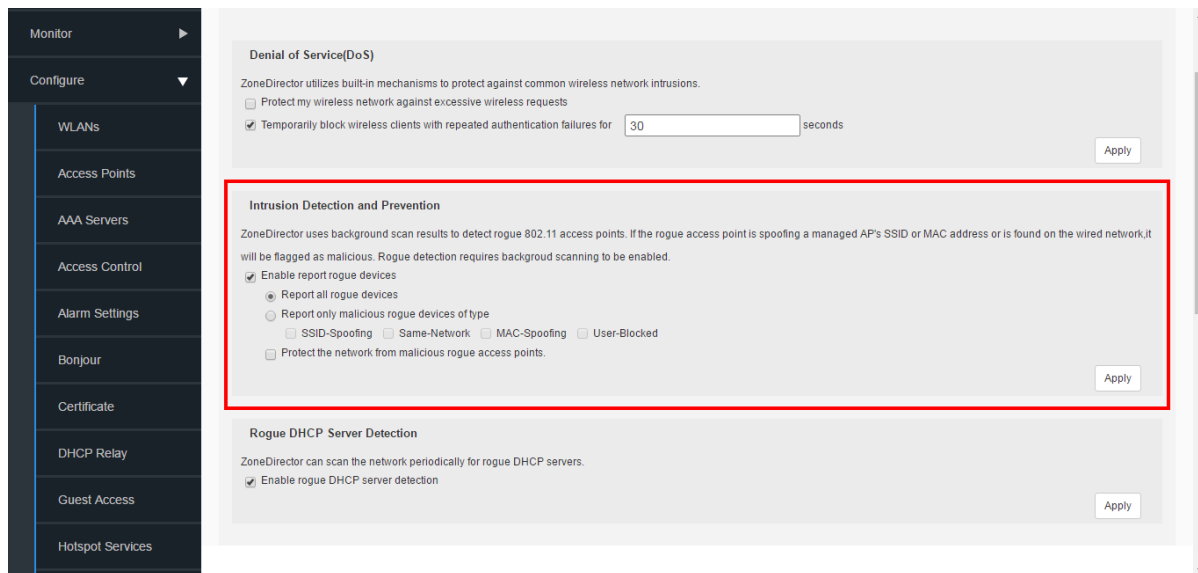 Monitor
Configure
WLANs
Access Points
AAA Servers
Access Control
Alarm Settings
Bonjour
Certificate
DHCP Relay
Guest Access
Hotspot Services
Denial of Service(DoS)
ZoneDirector utilizes built-in mechanisms to protect against common wireless network intrusions.
Protect my wireless network against excessive wireless requests
Temporarily block wireless clients with repeated authentication failures for 30 seconds
Apply
Intrusion Detection and Prevention
ZoneDirector uses background scan results to detect rogue 802.11 access points. If the rogue access point is spoofing a managed AP's SSID or MAC address or is found on the wired network,it
will be flagged as malicious. Rogue detection requires backgroud scanning to be enabled.
Enable report rogue devices
Report all rogue devices
Report only malicious rogue devices of type
SSID-Spoofing Same-Network MAC-Spoofing User-Blocked
Protect the network from malicious rogue access points.
Apply
Rogue DHCP Server Detection
ZoneDirector can scan the network periodically for rogue DHCP servers.
Enable rogue DHCP server detection
Apply